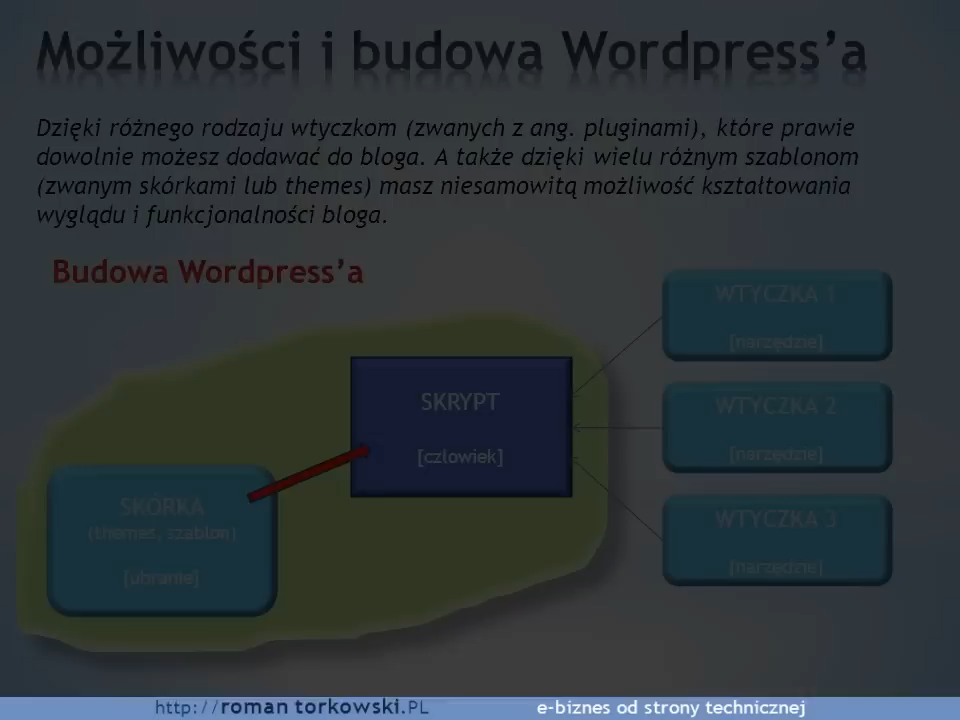 Możliwości i budowa Wordpress’a
Dzięki różnego rodzaju wtyczkom (zwanych z ang. pluginami), które prawie
dowolnie możesz dodawać do bloga. A także dzięki wielu różnym szablonom
(zwanym skórkami lub themes) masz niesamowitą możliwość kształtowania
wyglądu i funkcjonalności bloga.
Budowa Wordpress’a
WTYCZKA 1
[narzędzie]
SKRYPT
[człowiek]
WTYCZKA 2
[narzędzie]
SKÓRKA
(themes, szablon)
[ubranie]
WTYCZKA 3
[narzędzie]
http://roman torkowski.PL
e-biznes od strony technicznej